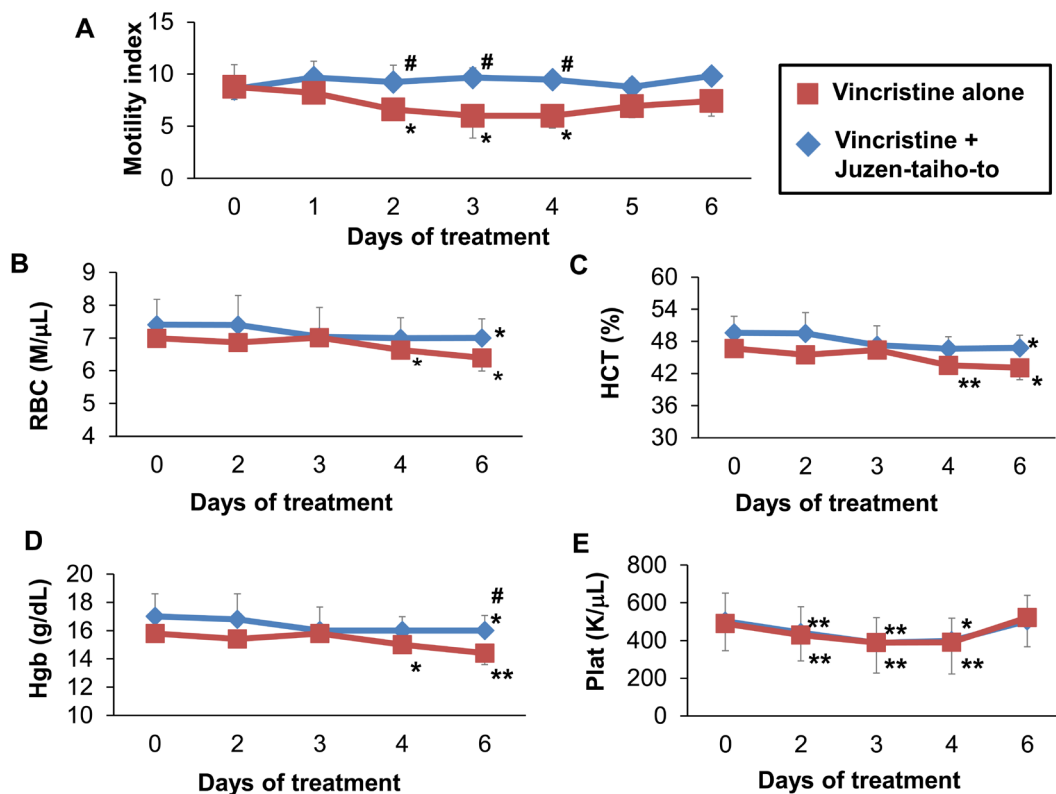 A
Motility index
15
10
5
0
#
#
#
*
*
*
0 1 2 3 4 5 6
Days of treatment
Vincristine alone
Vincristine +
Juzen-taiho-to
B
RBC (M/μL)
9
8
7
6
5
4
*
*
*
0 2 3 4 6
Days of treatment
C
HCT (%)
60
54
48
42
36
30
*
**
*
0 2 3 4 6
Days of treatment
D
Hgb (g/dL)
20
18
16
14
12
10
#
*
*
**
0 2 3 4 6
Days of treatment
E
Plat (K/μL)
800
600
400
200
0
**
**
*
**
**
**
0 2 3 4 6
Days of treatment